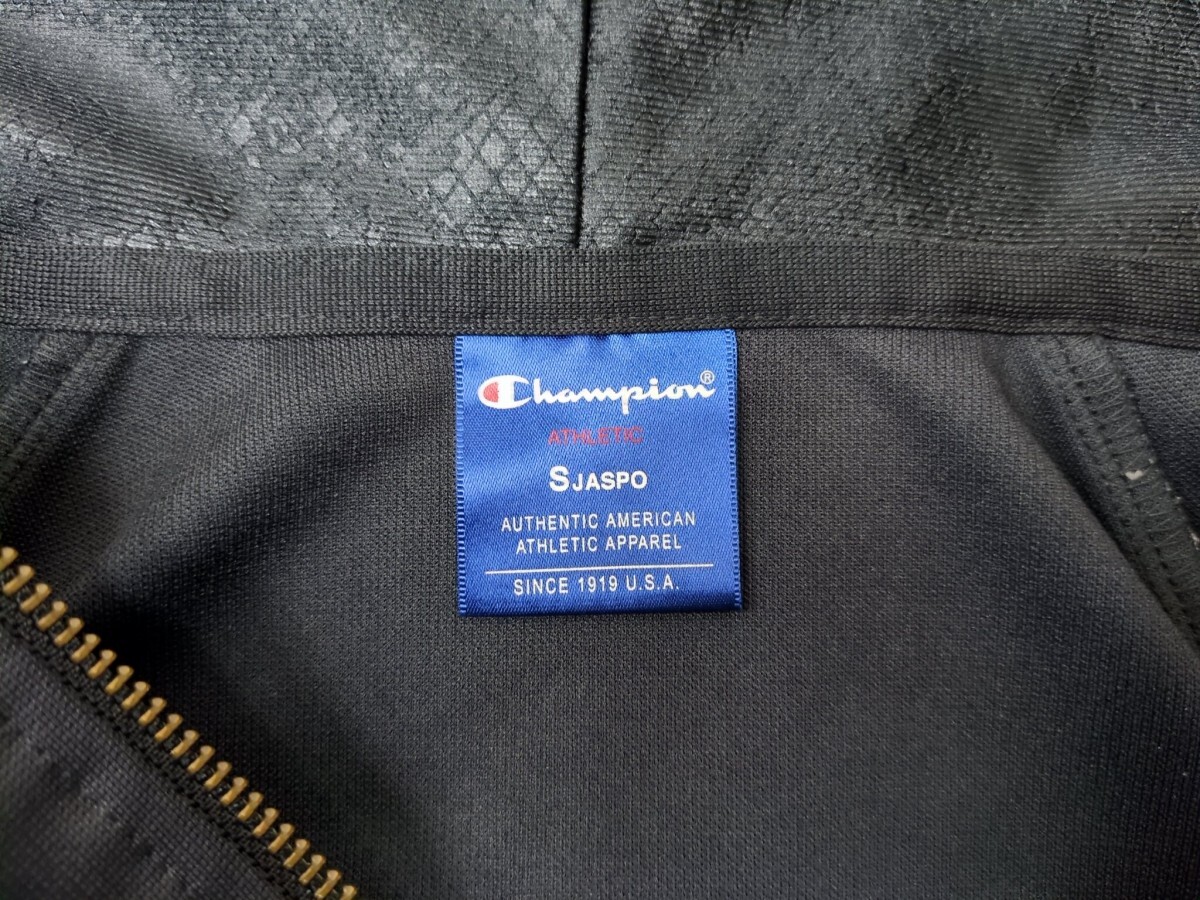 Champion®
ATHLETIC
SJASPO
AUTHENTIC AMERICAN
ATHLETIC APPAREL
SINCE 1919 U.S.A.